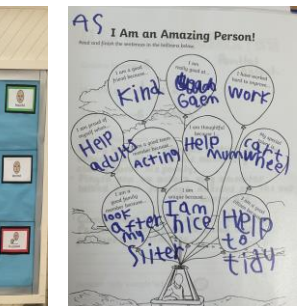 AS
I Am an Amazing Person!
Read and finish the sentences in the balloons below.
I am a good friend because...
Kind
I am really good at...
Gaen
I have worked hard to improve...
work
I am proud of myself when...
Help adults
I am a good team member because...
acting
I am thoughtful because I
Help mum
My special
cart wheel
I am a good family member because...
look after my Siiter
I am unique because...
I am nice
I am a good
Help to tidy